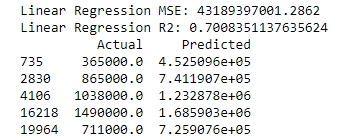 Linear Regression MSE: 43189397001.2862
Linear Regression R2: 0.7008351137635624
Actual Predicted
735 365000.0 4.525096e+05
2830 865000.0 7.411907e+05
4106 1038000.0 1.232878e+06
16218 1490000.0 1.685903e+06
19964 711000.0 7.259076e+05